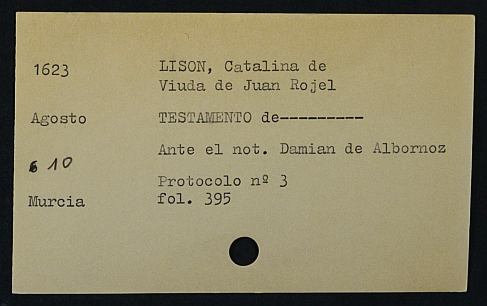 1623 LISON, Catalina de
Viuda de Juan Rojel
Agosto TESTAMENTO de---------
Ante el not. Damian de Albornoz
6 10
Protocolo nº 3
Murcia fol. 395